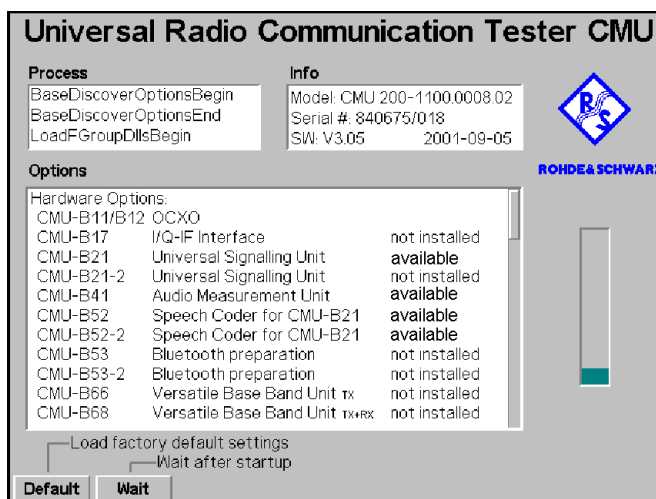 Universal Radio Communication Tester CMU
Process
BaseDiscoverOptionsBegin
BaseDiscoverOptionsEnd
LoadFGroupDllsBegin
Info
Model: CMU 200-1100.0008.02
Serial #: 840675/018
SW: V3.05 2001-09-05
R S
ROHDE&SCHWARZ
Options
Hardware Options:
CMU-B11/B12 OCXO
CMU-B17 I/Q-IF Interface not installed
CMU-B21 Universal Signalling Unit available
CMU-B21-2 Universal Signalling Unit not installed
CMU-B41 Audio Measurement Unit available
CMU-B52 Speech Coder for CMU-B21 available
CMU-B52-2 Speech Coder for CMU-B21 available
CMU-B53 Bluetooth preparation not installed
CMU-B53-2 Bluetooth preparation not installed
CMU-B66 Versatile Base Band Unit TX not installed
CMU-B68 Versatile Base Band Unit TX+RX not installed
Load factory default settings
Wait after startup
Default Wait